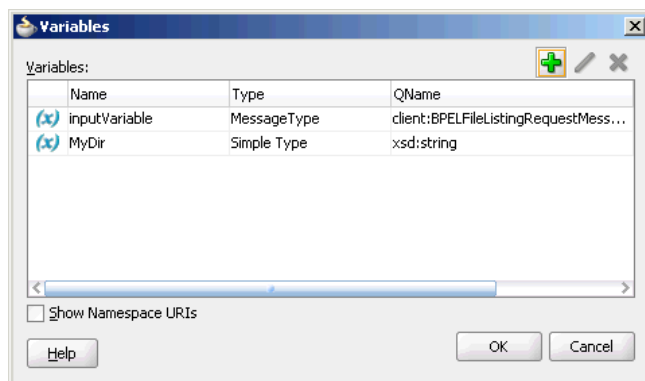 Variables
Variables:
Name Type QName
(x) inputVariable MessageType client:BPELFileListingRequestMess...
(x) MyDir Simple Type xsd:string
Show Namespace URIs
Help OK Cancel